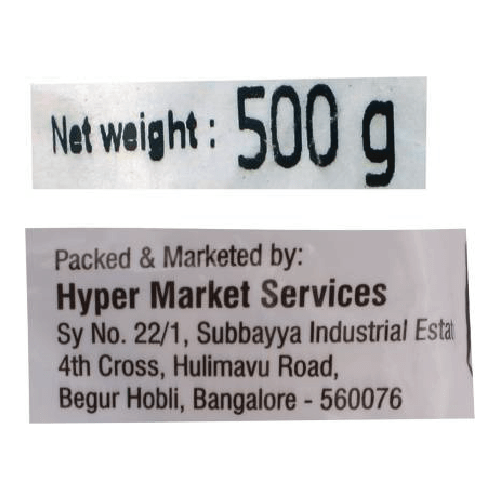 Net weight : 500 g
Packed & Marketed by:
Hyper Market Services
Sy No. 22/1, Subbayya Industrial Esta
4th Cross, Hulimavu Road,
Begur Hobli, Bangalore - 560076